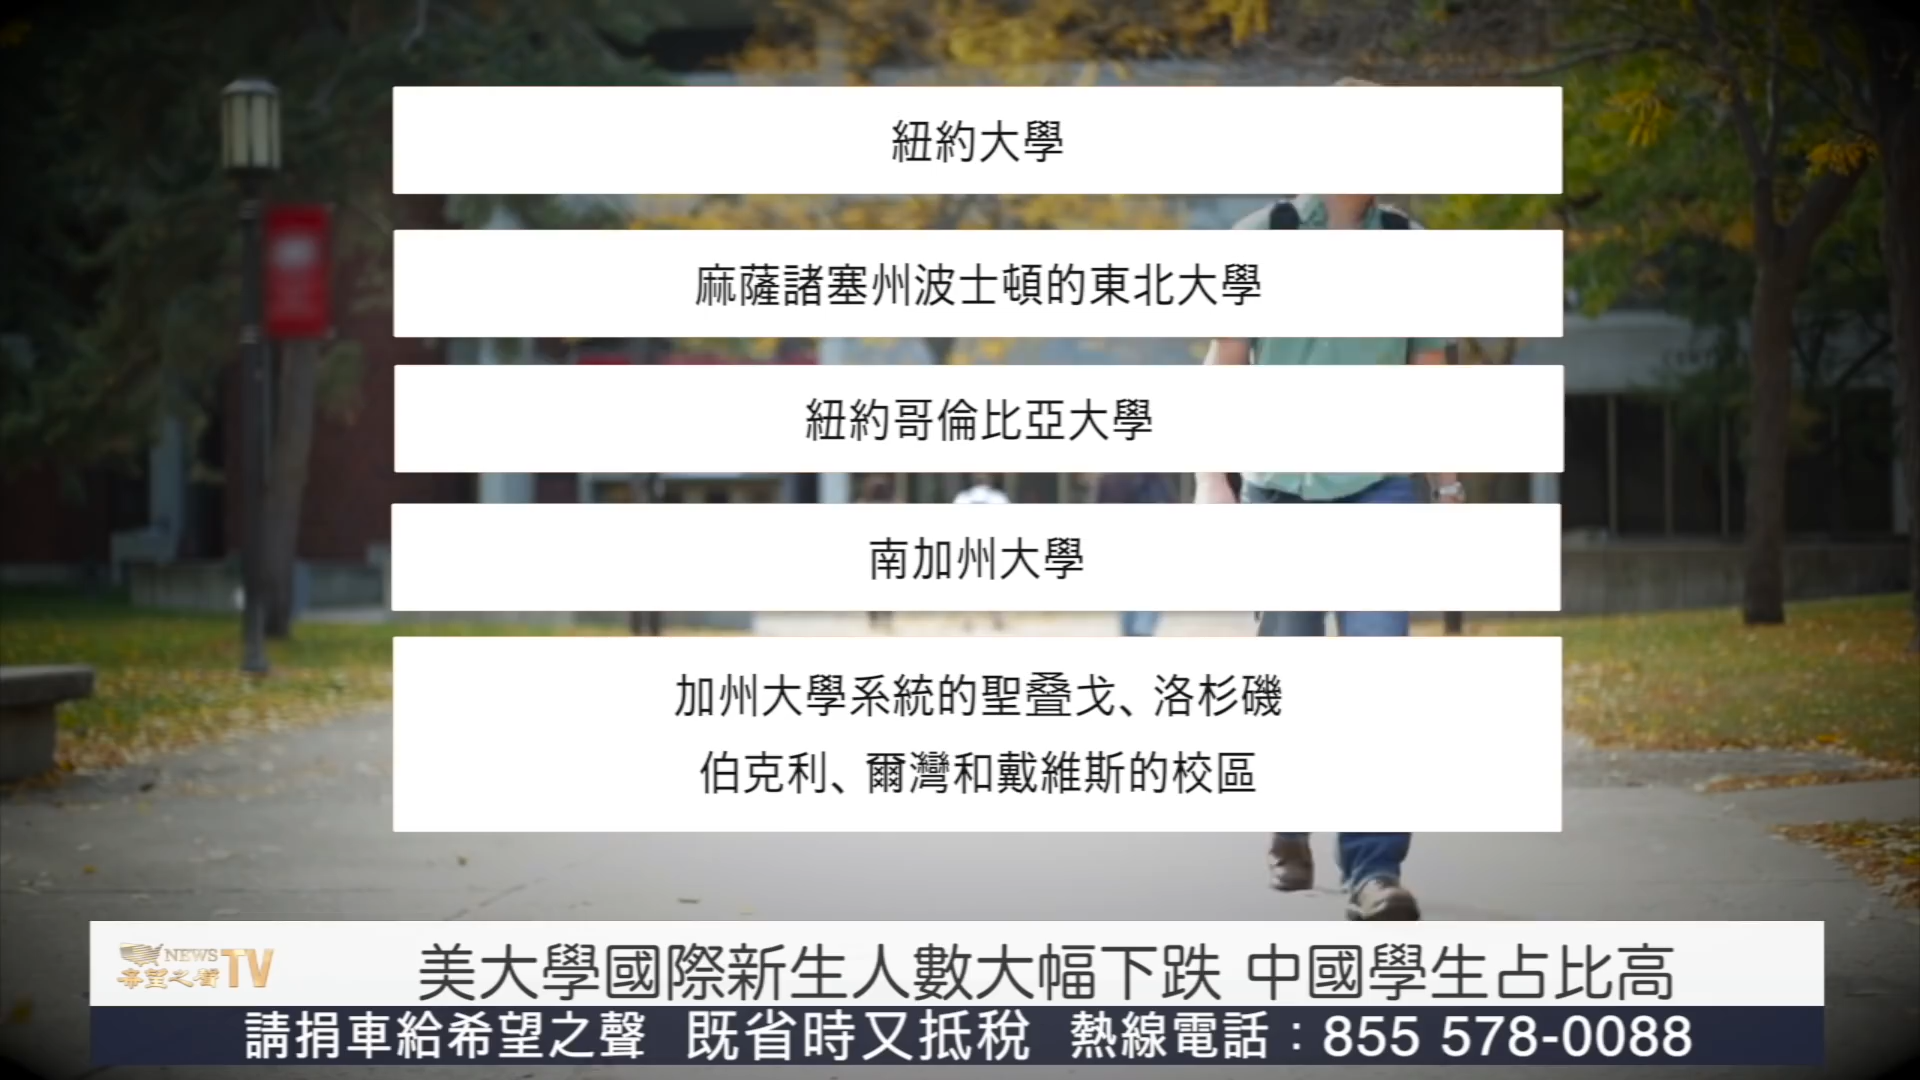 紐約大學
麻薩諸塞州波士頓的東北大學
紐約哥倫比亞大學
南加州大學
加州大學系統的聖叠戈、洛杉磯
伯克利、爾灣和戴維斯的校區
NEWS
希望之聲TV
美大學國際新生人數大幅下跌 中國學生占比高
請捐車給希望之聲 既省時又抵稅 熱線電話：855 578-0088